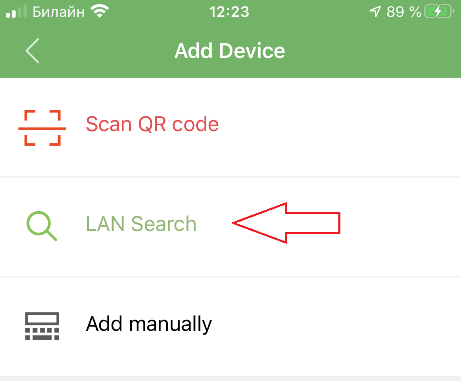 Билайн 12:23 89 %
Add Device
Scan QR code
LAN Search
Add manually